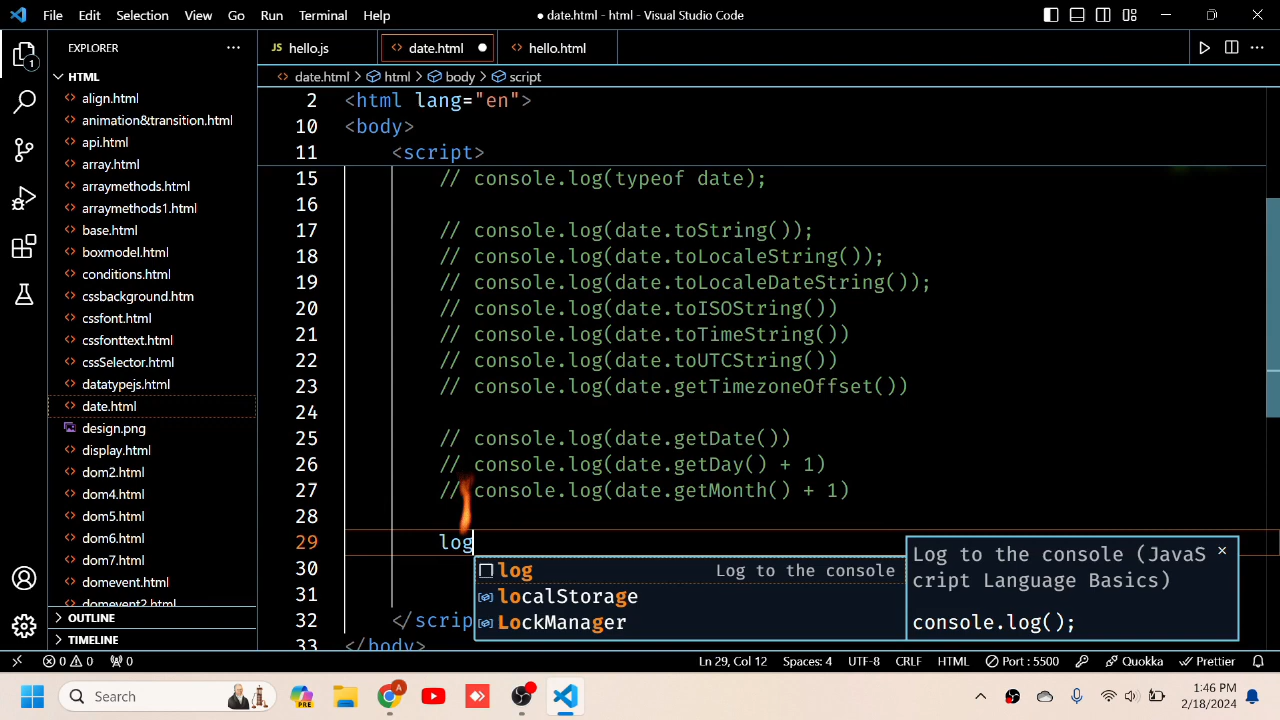 File Edit Selection View Go Run Terminal Help
● date.html - html - Visual Studio Code
EXPLORER
HTML
align.html
animation&transition.html
api.html
array.html
arraymethods.html
arraymethods1.html
base.html
boxmodel.html
conditions.html
cssbackground.htm
cssfont.html
cssfonttext.html
cssSelector.html
datatypejs.html
date.html
design.png
display.html
dom2.html
dom4.html
dom5.html
dom6.html
dom7.html
domevent.html
domevent2.html
OUTLINE
TIMELINE
1
JS hello.js
date.html
hello.html
date.html > html > body > script
2 <html lang="en">
10 <body>
11 <script>
15 // console.log(typeof date);
16
17 // console.log(date.toString());
18 // console.log(date.toLocaleString());
19 // console.log(date.toLocaleDateString());
20 // console.log(date.toISOString())
21 // console.log(date.toTimeString())
22 // console.log(date.toUTCString())
23 // console.log(date.getTimezoneOffset())
24
25 // console.log(date.getDate())
26 // console.log(date.getDay() + 1)
27 // console.log(date.getMonth() + 1)
28
29 log
30
31
32 </scrip
33 </body>
log Log to the console
localStorage
LockManager
Log to the console (JavaS
cript Language Basics)
console.log();
0 0 0
Ln 29, Col 12 Spaces: 4 UTF-8 CRLF HTML Port : 5500 Quokka Prettier
Search
PRE
A
1:46 PM
2/18/2024